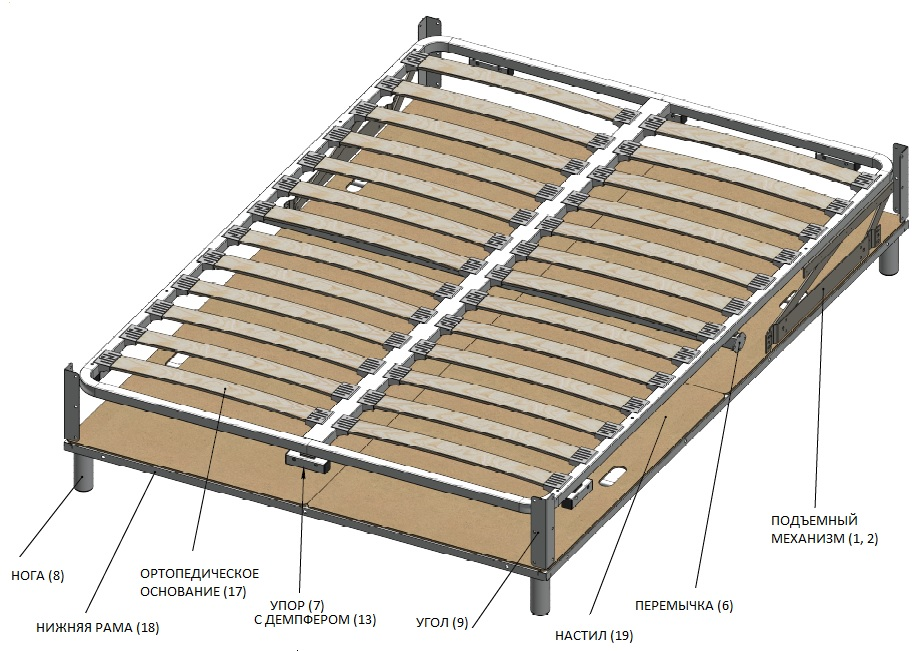 ПОДЪЕМНЫЙ
МЕХАНИЗМ (1, 2)
НОГА (8)
ОРТОПЕДИЧЕСКОЕ
ОСНОВАНИЕ (17)
УПОР (7)
С ДЕМПФЕРОМ (13)
ПЕРЕМЫЧКА (6)
НИЖНЯЯ РАМА (18)
УГОЛ (9)
НАСТИЛ (19)